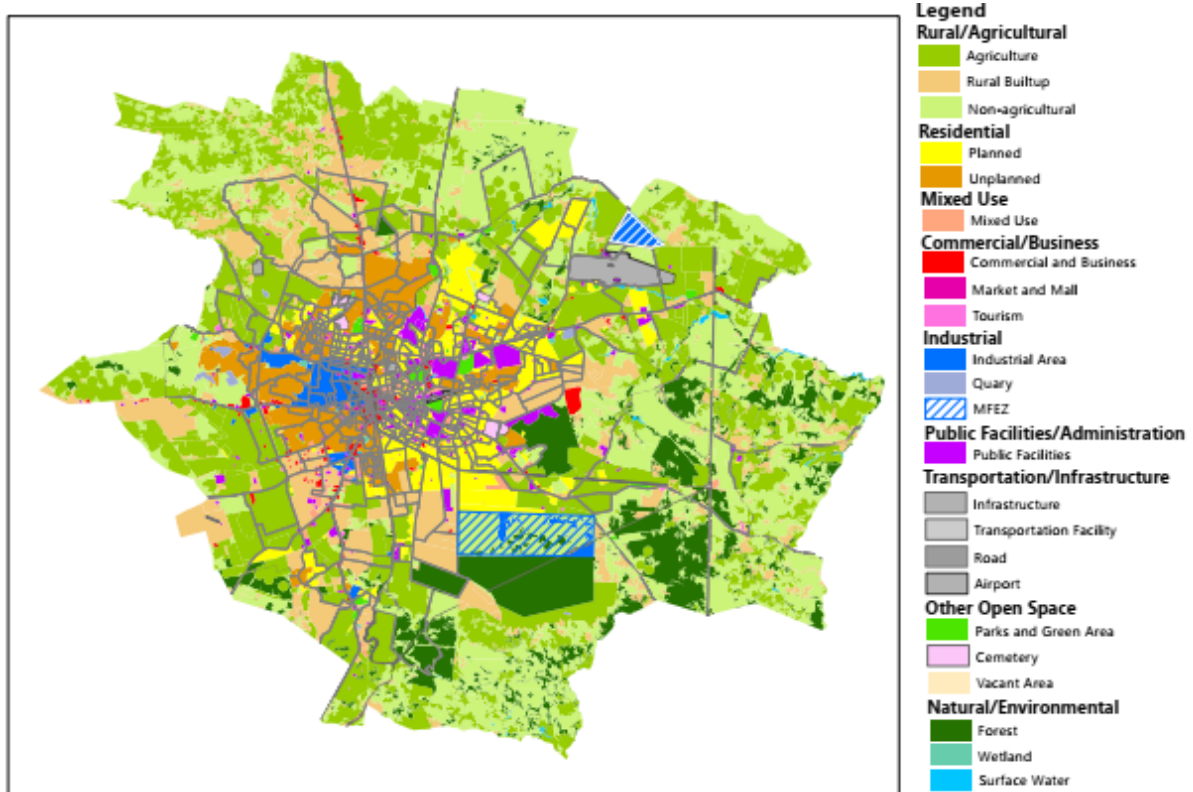 Legend
Rural/Agricultural
Agriculture
Rural Builtup
Non-agricultural
Residential
Planned
Unplanned
Mixed Use
Mixed Use
Commercial/Business
Commercial and Business
Market and Mall
Tourism
Industrial
Industrial Area
Quary
MFEZ
Public Facilities/Administration
Public Facilities
Transportation/Infrastructure
Infrastructure
Transportation Facility
Road
Airport
Other Open Space
Parks and Green Area
Cemetery
Vacant Area
Natural/Environmental
Forest
Wetland
Surface Water